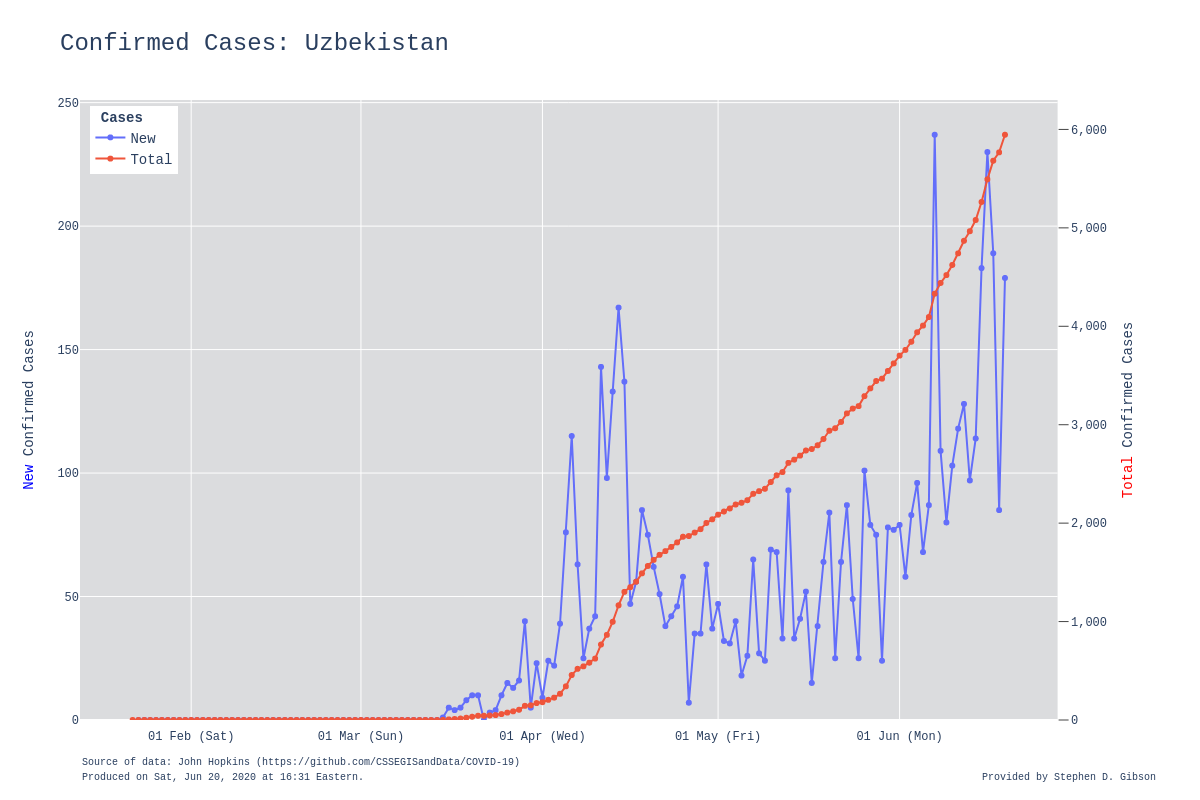 Confirmed Cases: Uzbekistan
Cases
New
Total
250
200
150
100
50
0
6,000
5,000
4,000
3,000
2,000
1,000
0
New Confirmed Cases
Total Confirmed Cases
01 Feb (Sat)
01 Mar (Sun)
01 Apr (Wed)
01 May (Fri)
01 Jun (Mon)
Source of data: John Hopkins (https://github.com/CSSEGISandData/COVID-19)
Produced on Sat, Jun 20, 2020 at 16:31 Eastern.
Provided by Stephen D. Gibson